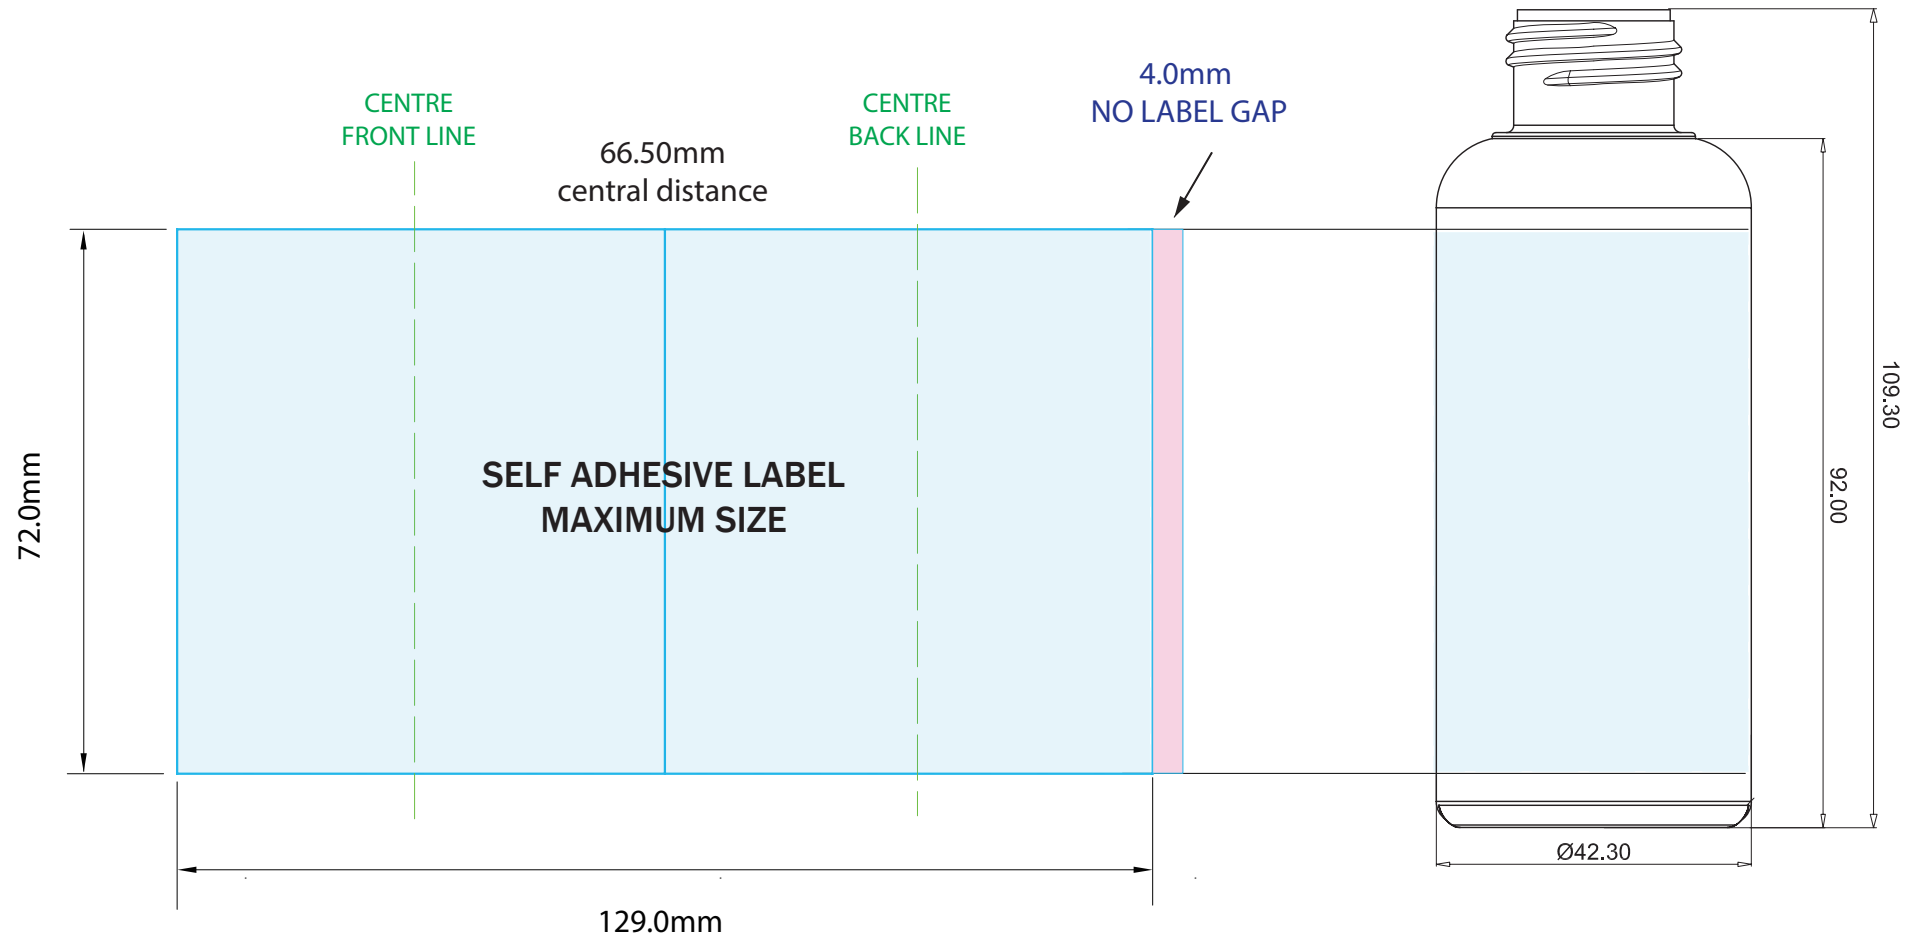 CENTRE
FRONT LINE
66.50mm
central distance
CENTRE
BACK LINE
4.0mm
NO LABEL GAP
72.0mm
SELF ADHESIVE LABEL
MAXIMUM SIZE
129.0mm
109.30
92.00
Ø42.30